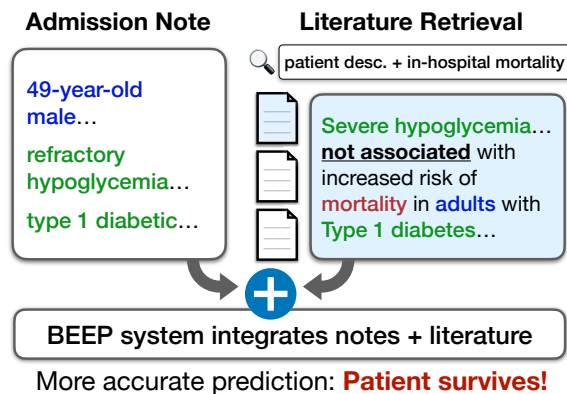 Admission Note
49-year-old
male…
refractory
hypoglycemia…
type 1 diabetic…
Literature Retrieval
patient desc. + in-hospital mortality
Severe hypoglycemia…
not associated with
increased risk of
mortality in adults with
Type 1 diabetes…
BEEP system integrates notes + literature
More accurate prediction: Patient survives!